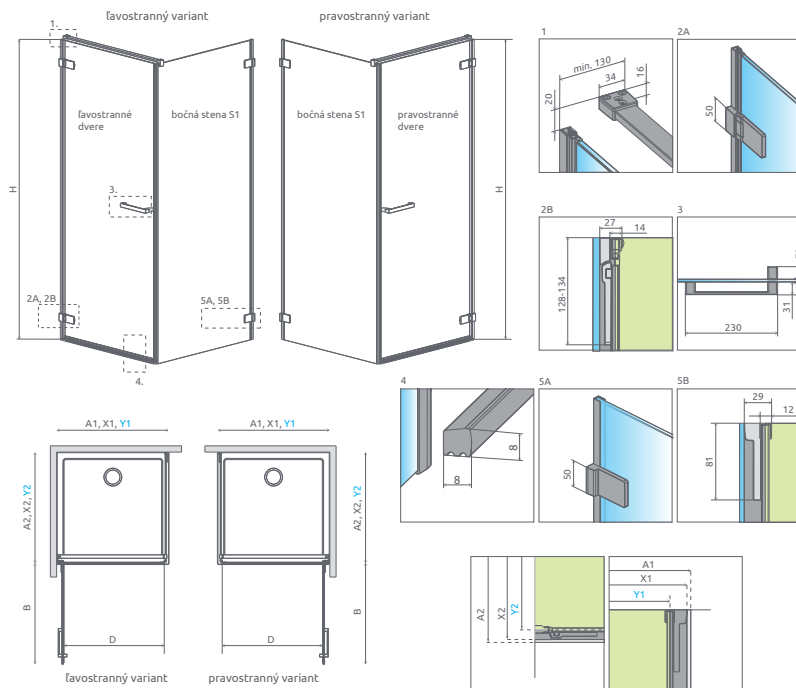 ľavostranný variant
pravostranný variant
1.
H
ľavostranné
dvere
bočná stena S1
3.
2A, 2B
5A, 5B
4.
bočná stena S1
pravostranné
dvere
H
1
min. 130
34
16
20
2A
50
2B
27
14
128-134
3
31
230
4
8
8
5A
50
5B
29
12
81
A1, X1, Y1
A2, X2, Y2
B
D
ľavostranný variant
A1, X1, Y1
A2, X2, Y2
B
D
pravostranný variant
A2
X2
Y2
A1
X1
Y1